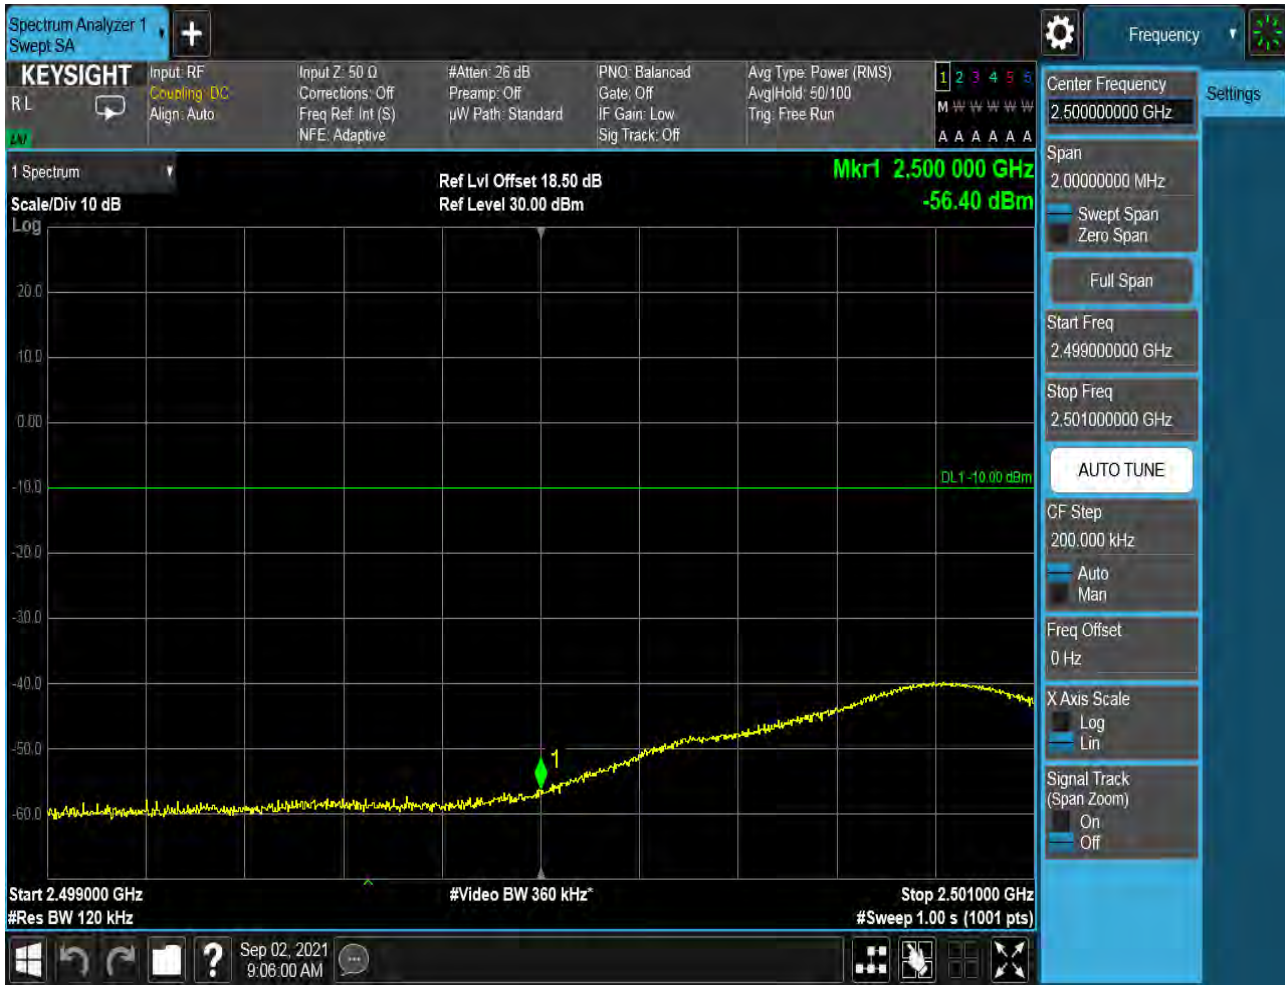 Spectrum Analyzer 1
Swept SA
Frequency
KEYSIGHT
R L
Input: RF
Coupling: DC
Align: Auto
Input Z: 50 Ω
Corrections: Off
Freq Ref: Int (S)
NFE: Adaptive
#Atten: 26 dB
Preamp: Off
µW Path: Standard
PNO: Balanced
Gate: Off
IF Gain: Low
Sig Track: Off
Avg Type: Power (RMS)
Avg|Hold: 50/100
Trig: Free Run
1 2 3 4 5 6
M W W W W W
A A A A A A
1 Spectrum
Scale/Div 10 dB
Log
Ref Lvl Offset 18.50 dB
Ref Level 30.00 dBm
Mkr1 2.500 000 GHz
-56.40 dBm
20.0
10.0
0.00
-10.0
-20.0
-30.0
-40.0
-50.0
-60.0
DL1 -10.00 dBm
1
Start 2.499000 GHz
#Res BW 120 kHz
#Video BW 360 kHz*
Stop 2.501000 GHz
#Sweep 1.00 s (1001 pts)
Sep 02, 2021
9:06:00 AM
Center Frequency
2.500000000 GHz
Settings
Span
2.00000000 MHz
Swept Span
Zero Span
Full Span
Start Freq
2.499000000 GHz
Stop Freq
2.501000000 GHz
AUTO TUNE
CF Step
200.000 kHz
Auto
Man
Freq Offset
0 Hz
X Axis Scale
Log
Lin
Signal Track
(Span Zoom)
On
Off